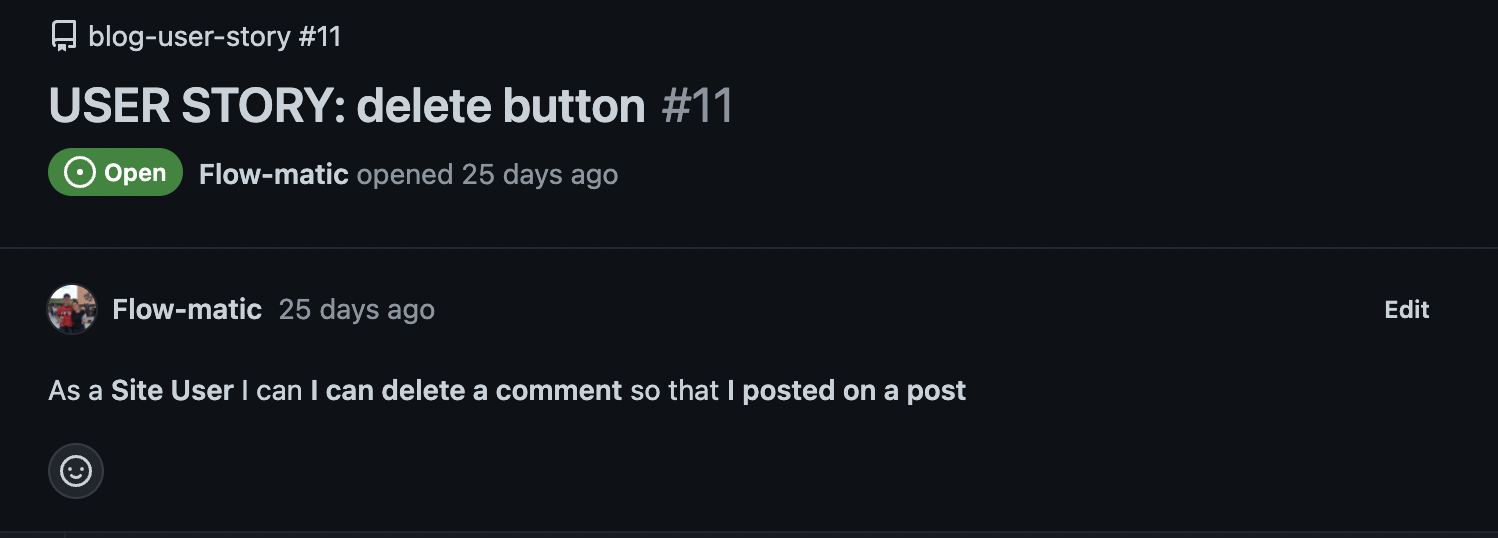 blog-user-story #11
USER STORY: delete button #11
Open Flow-matic opened 25 days ago
Flow-matic 25 days ago Edit
As a Site User I can I can delete a comment so that I posted on a post